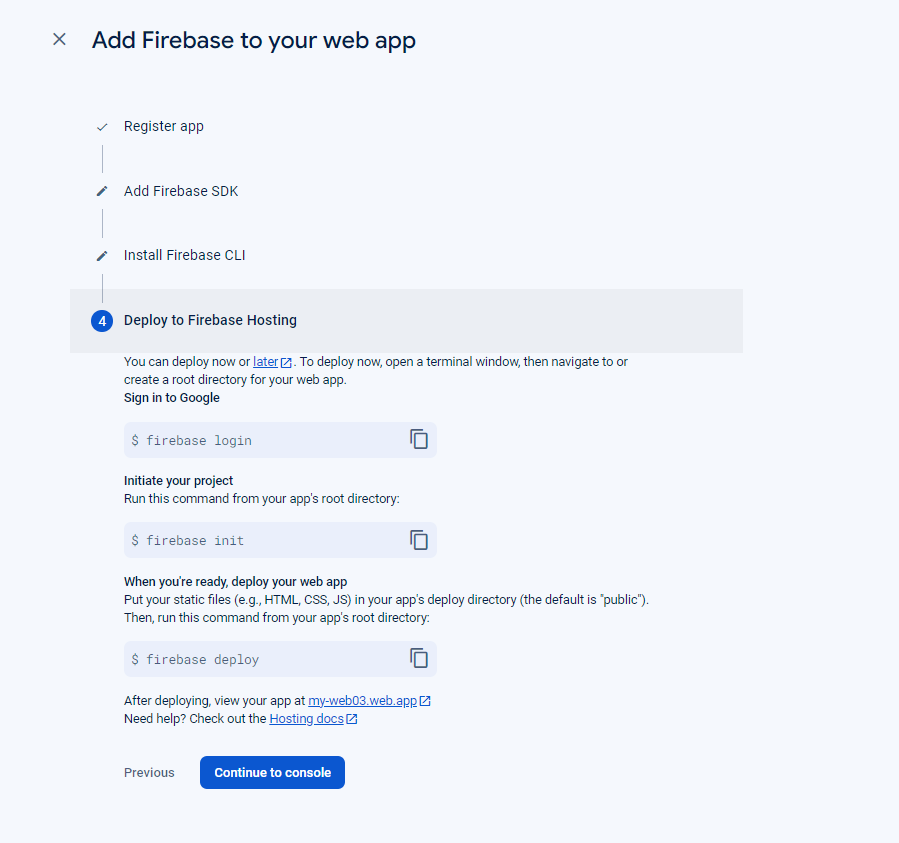 Add Firebase to your web app
Register app
Add Firebase SDK
Install Firebase CLI
4 Deploy to Firebase Hosting
You can deploy now or later. To deploy now, open a terminal window, then navigate to or
create a root directory for your web app.
Sign in to Google
$ firebase login
Initiate your project
Run this command from your app's root directory:
$ firebase init
When you're ready, deploy your web app
Put your static files (e.g., HTML, CSS, JS) in your app's deploy directory (the default is "public").
Then, run this command from your app's root directory:
$ firebase deploy
After deploying, view your app at my-web03.web.app
Need help? Check out the Hosting docs
Previous Continue to console